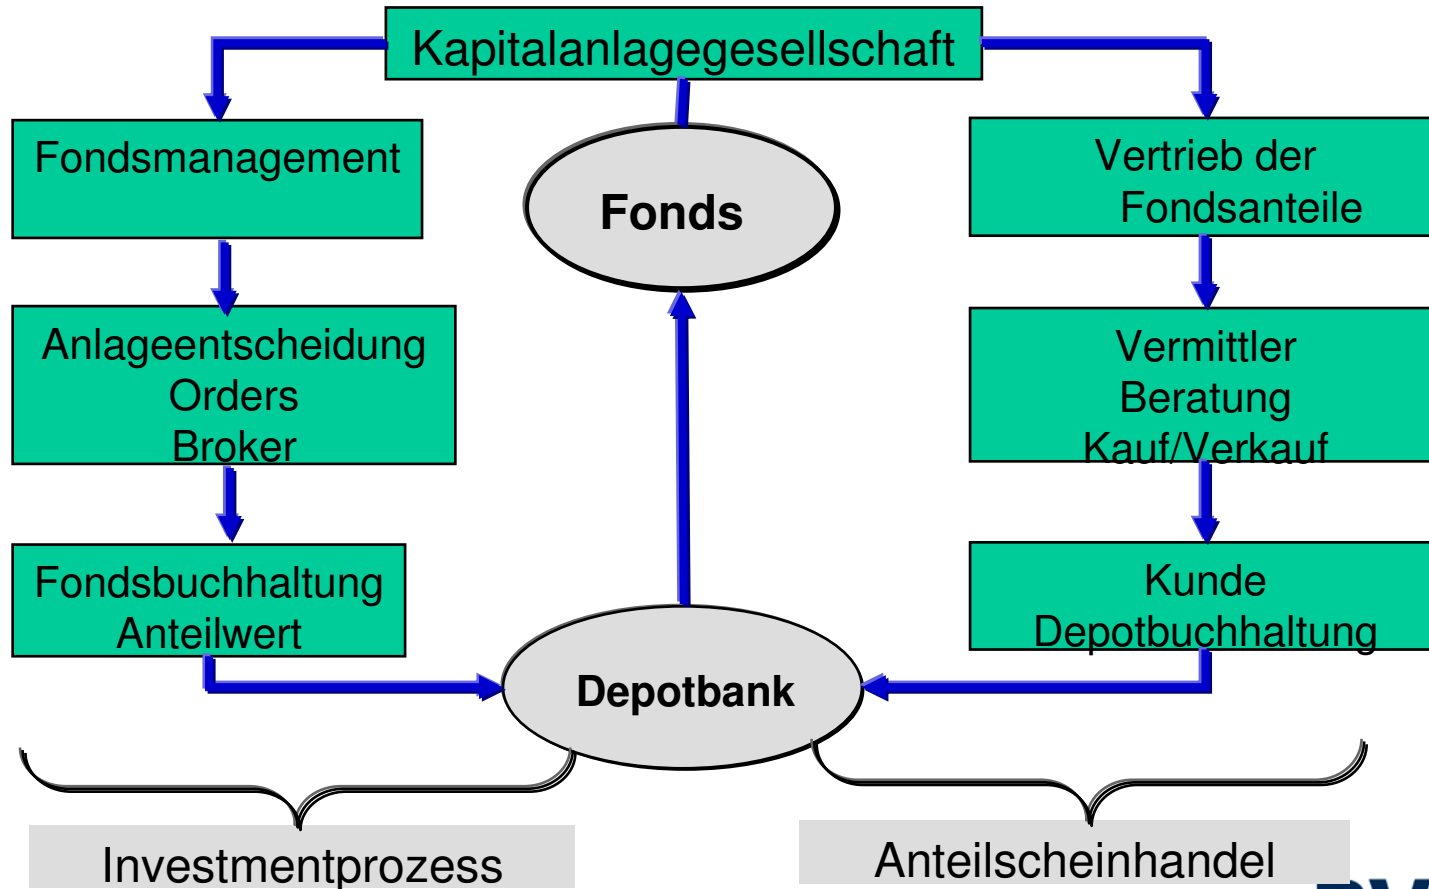 Kapitalanlagegesellschaft
Fondsmanagement
Fonds
Vertrieb der
Fondsanteile
Anlageentscheidung
Orders
Broker
Vermittler
Beratung
Kauf/Verkauf
Fondsbuchhaltung
Anteilwert
Kunde
Depotbuchhaltung
Depotbank
Investmentprozess
Anteilscheinhandel